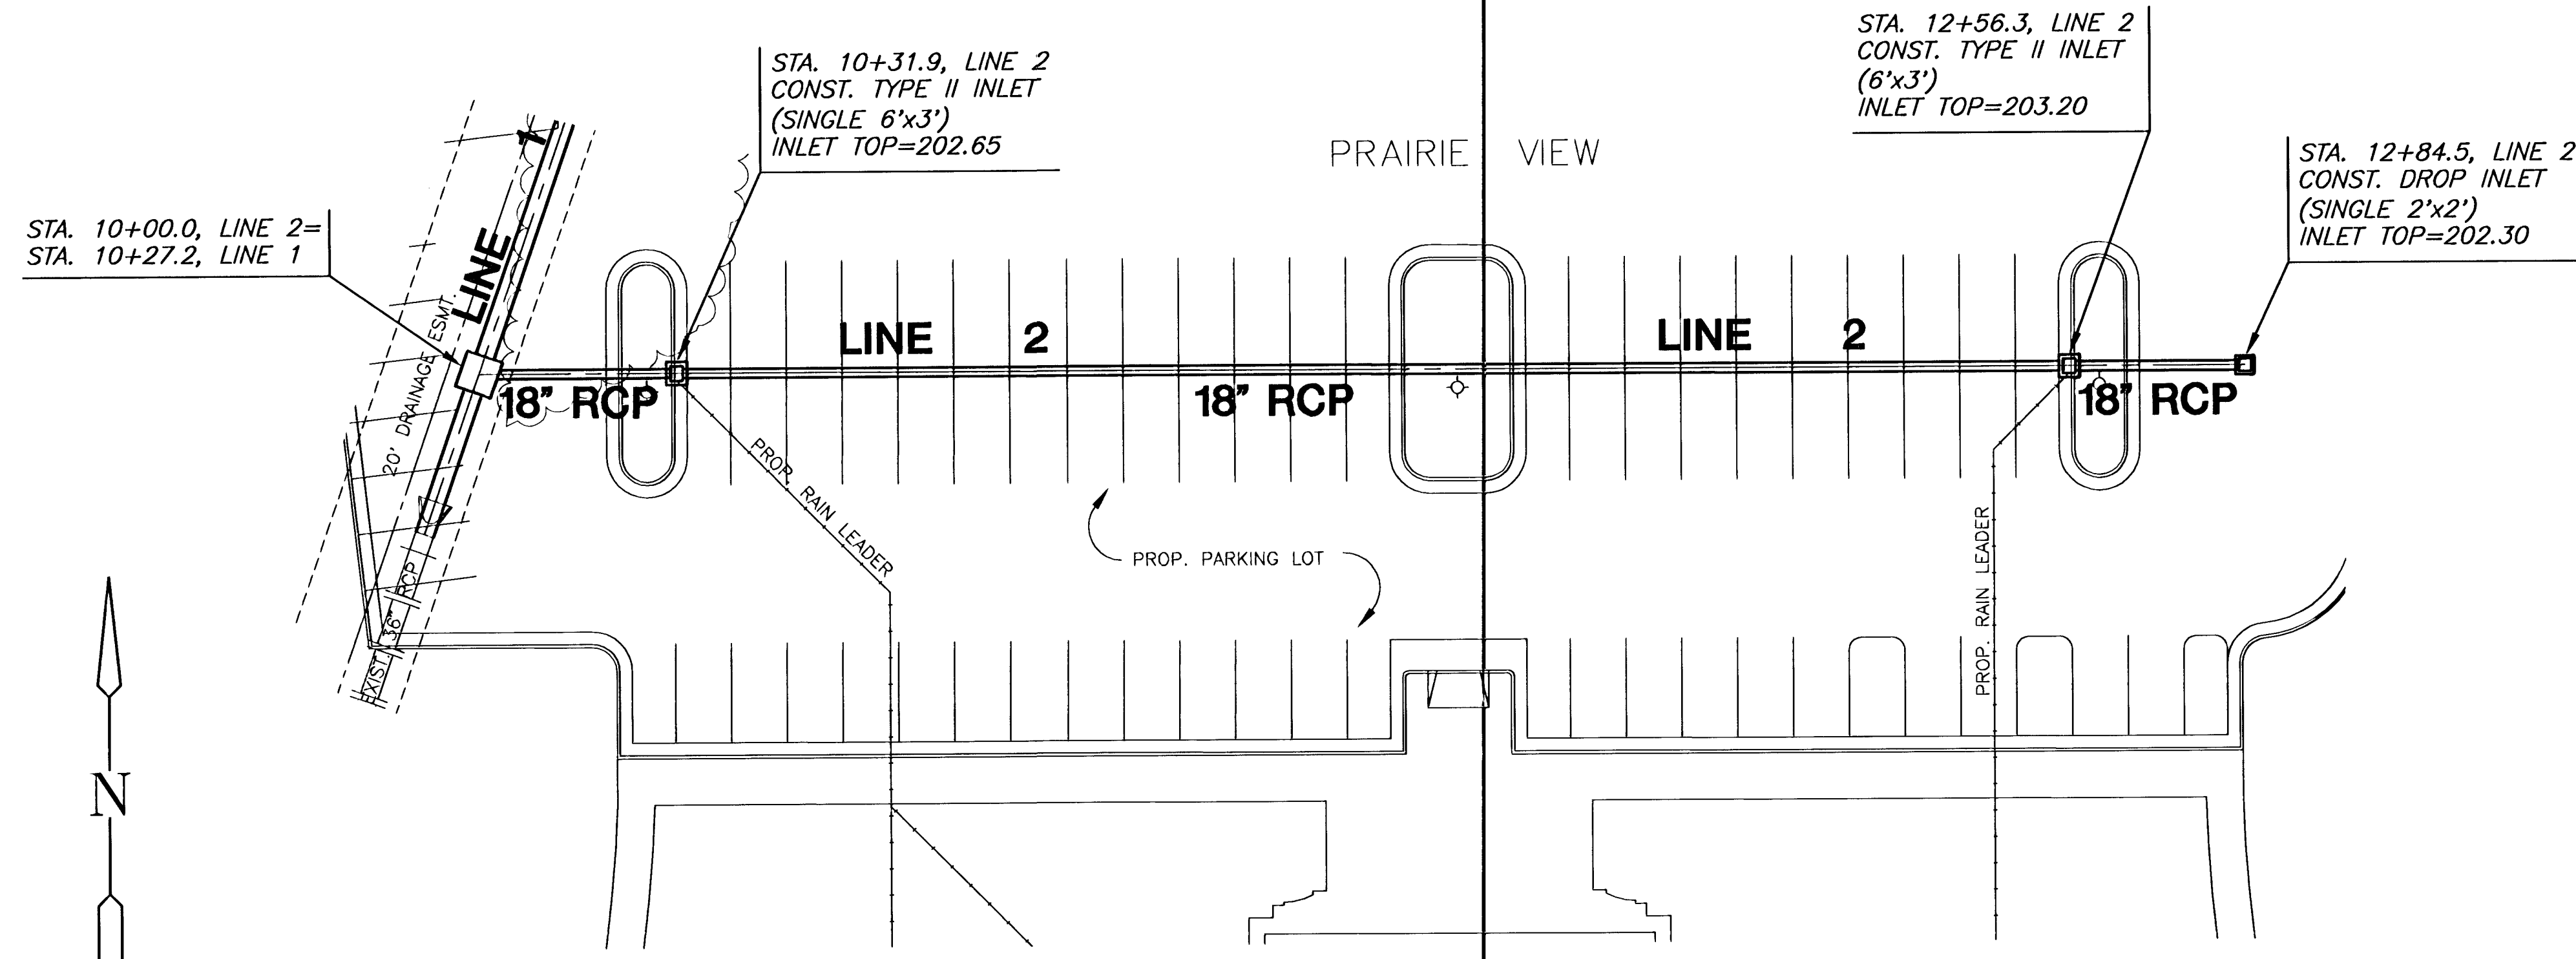 STA. 10+31.9, LINE 2
CONST. TYPE II INLET
(SINGLE 6'x3')
INLET TOP=202.65
STA. 12+56.3, LINE 2
CONST. TYPE II INLET
(6'x3')
INLET TOP=203.20
STA. 12+84.5, LINE 2
CONST. DROP INLET
(SINGLE 2'x2')
INLET TOP=202.30
PRAIRIE VIEW
STA. 10+00.0, LINE 2=
STA. 10+27.2, LINE 1
LINE 1
20' DRAINAGE ESMT.
LINE 2
LINE 2
18" RCP
18" RCP
18" RCP
PROP. RAIN LEADER
PROP. PARKING LOT
PROP. RAIN LEADER
EXIST. 36" RCP
N